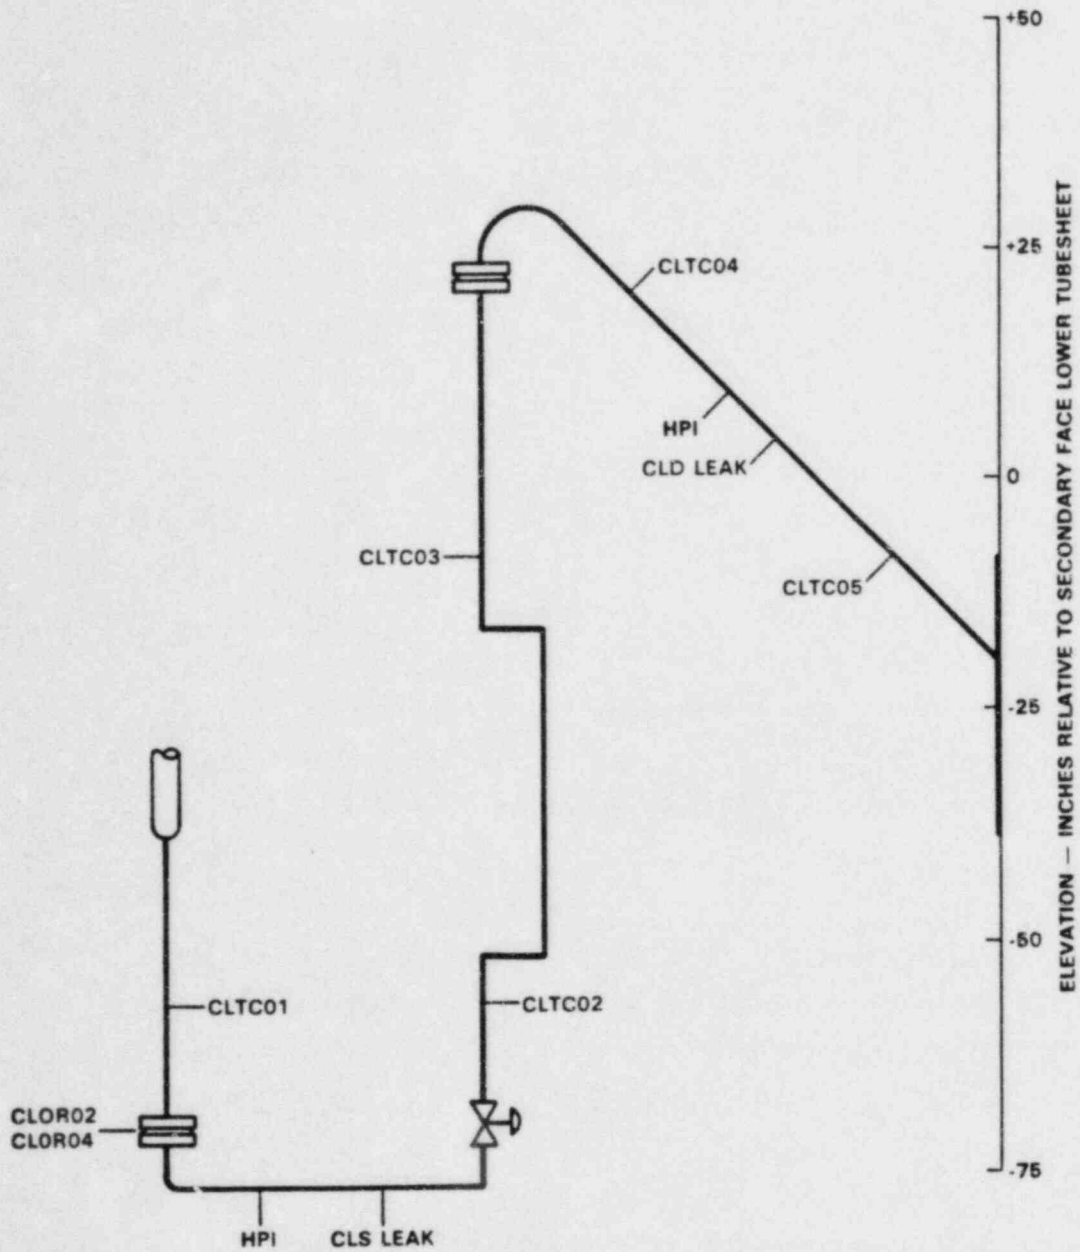 +50
+25
CLTC04
HPI
CLD LEAK
0
CLTC03
CLTC05
-25
-50
CLTC01
CLTC02
CLOR02
CLOR04
-75
HPI
CLS LEAK
ELEVATION — INCHES RELATIVE TO SECONDARY FACE LOWER TUBESHEET